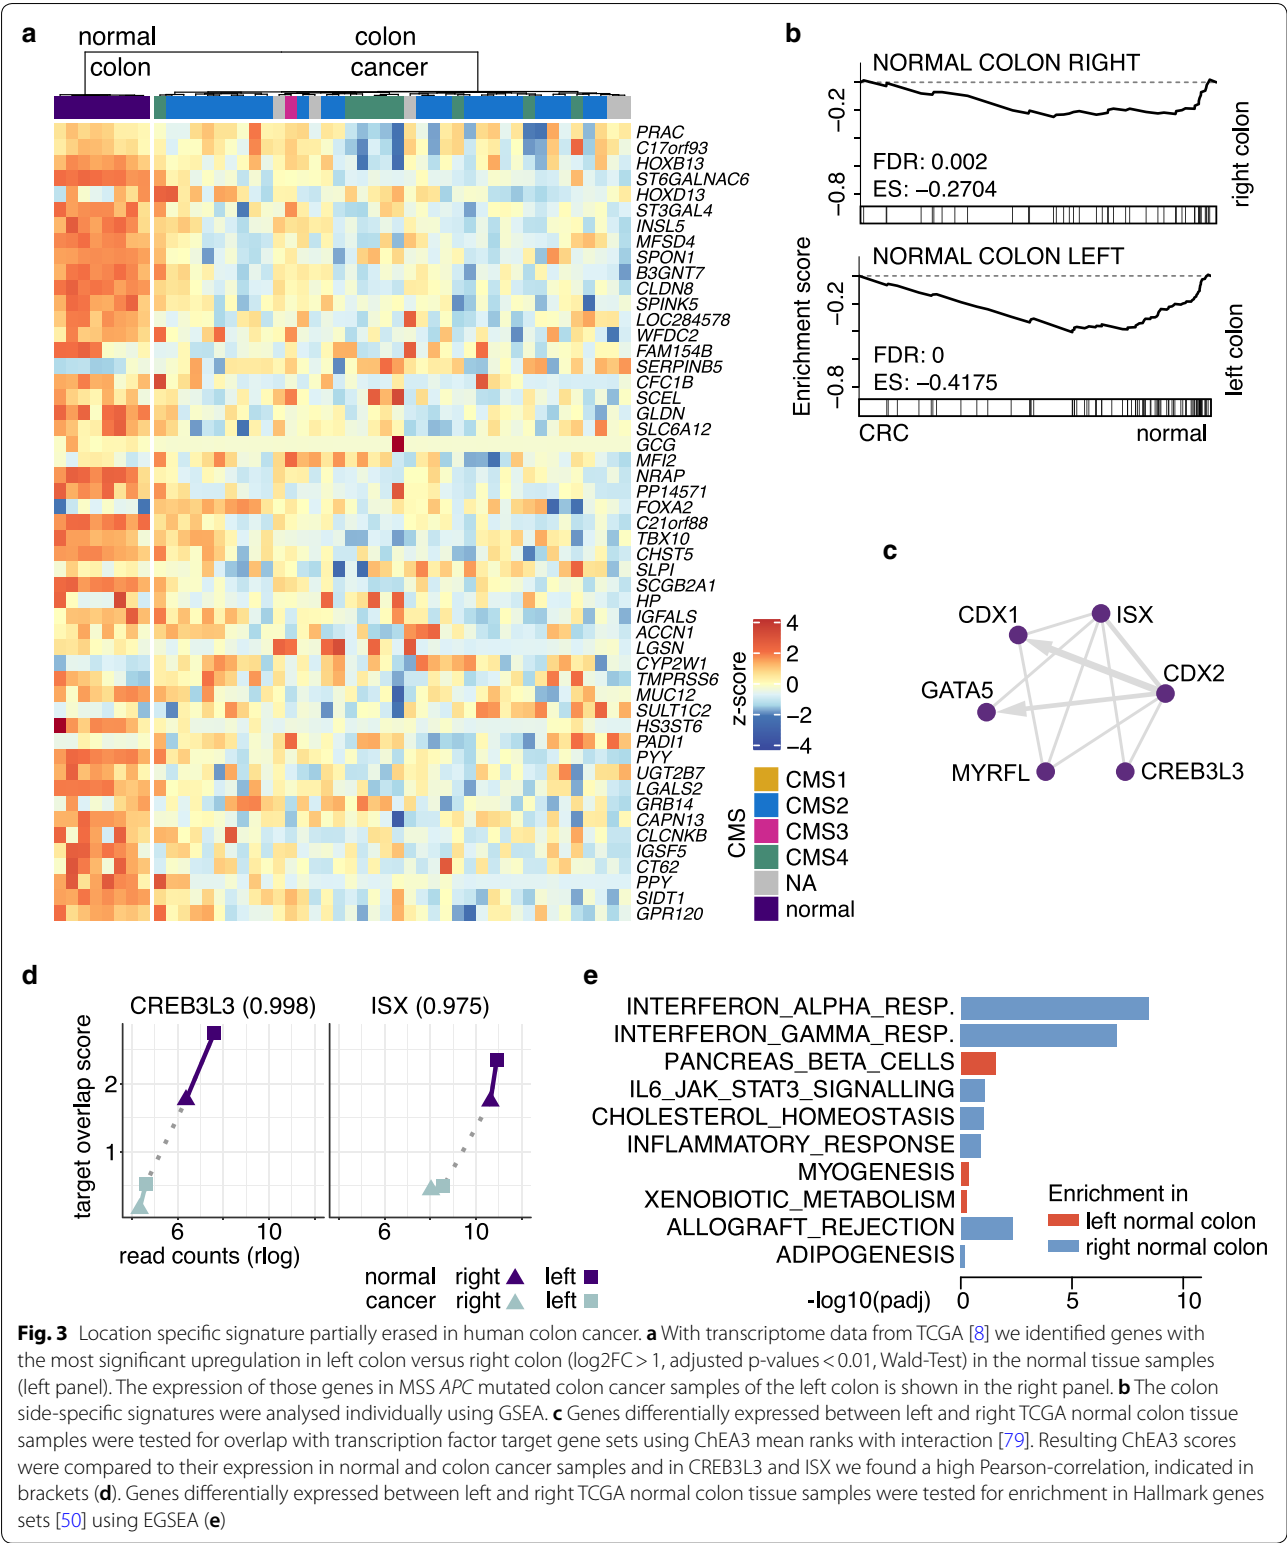 a
normal
colon
colon
cancer
PRAC
C17orf93
HOXB13
ST6GALNAC6
HOXD13
ST3GAL4
INSL5
MFSD4
SPON1
B3GNT7
CLDN8
SPINK5
LOC284578
WFDC2
FAM154B
SERPINB5
CFC1B
SCEL
GLDN
SLC6A12
GCG
MFI2
NRAP
PP14571
FOXA2
C21orf88
TBX10
CHST5
SLPI
SCGB2A1
HP
IGFALS
ACCN1
LGSN
CYP2W1
TMPRSS6
MUC12
SULT1C2
HS3ST6
PADI1
PYY
UGT2B7
LGALS2
GRB14
CAPN13
CLCNKB
IGSF5
CT62
PPY
SIDT1
GPR120
z-score
4
2
0
−2
−4
CMS
CMS1
CMS2
CMS3
CMS4
NA
normal
b
NORMAL COLON RIGHT
−0.2
−0.8
FDR: 0.002
ES: −0.2704
right colon
Enrichment score
NORMAL COLON LEFT
−0.2
−0.8
FDR: 0
ES: −0.4175
left colon
CRC
normal
c
CDX1
ISX
CDX2
GATA5
MYRFL
CREB3L3
d
CREB3L3 (0.998)
ISX (0.975)
target overlap score
2
1
6
10
6
10
read counts (rlog)
normal right left
cancer right left
e
INTERFERON_ALPHA_RESP.
INTERFERON_GAMMA_RESP.
PANCREAS_BETA_CELLS
IL6_JAK_STAT3_SIGNALLING
CHOLESTEROL_HOMEOSTASIS
INFLAMMATORY_RESPONSE
MYOGENESIS
XENOBIOTIC_METABOLISM
ALLOGRAFT_REJECTION
ADIPOGENESIS
Enrichment in
left normal colon
right normal colon
-log10(padj)
0
5
10
Fig. 3 Location specific signature partially erased in human colon cancer. a With transcriptome data from TCGA [8] we identified genes with
the most significant upregulation in left colon versus right colon (log2FC > 1, adjusted p-values < 0.01, Wald-Test) in the normal tissue samples
(left panel). The expression of those genes in MSS APC mutated colon cancer samples of the left colon is shown in the right panel. b The colon
side-specific signatures were analysed individually using GSEA. c Genes differentially expressed between left and right TCGA normal colon tissue
samples were tested for overlap with transcription factor target gene sets using ChEA3 mean ranks with interaction [79]. Resulting ChEA3 scores
were compared to their expression in normal and colon cancer samples and in CREB3L3 and ISX we found a high Pearson-correlation, indicated in
brackets (d). Genes differentially expressed between left and right TCGA normal colon tissue samples were tested for enrichment in Hallmark genes
sets [50] using EGSEA (e)